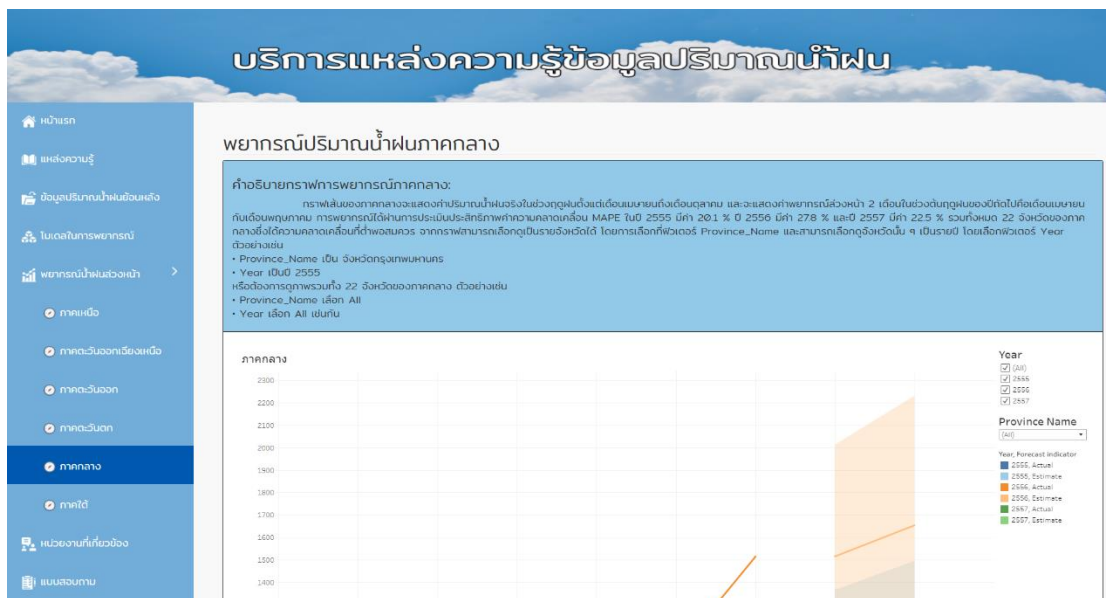 บริการแหล่งความรู้ข้อมูลปริมาณน้ำฝน
หน้าแรก
แหล่งความรู้
ข้อมูลปริมาณน้ำฝนย้อนหลัง
โมเดลในการพยากรณ์
พยากรณ์น้ำฝนล่วงหน้า
ภาคเหนือ
ภาคตะวันออกเฉียงเหนือ
ภาคตะวันออก
ภาคตะวันตก
ภาคกลาง
ภาคใต้
หน่วยงานที่เกี่ยวข้อง
แบบสอบถาม
พยากรณ์ปริมาณน้ำฝนภาคกลาง
คำอธิบายกราฟการพยากรณ์ภาคกลาง:
กราฟเส้นของภาคกลางจะแสดงค่าปริมาณน้ำฝนจริงในช่วงฤดูฝนตั้งแต่เดือนเมษายนถึงเดือนตุลาคม และจะแสดงค่าพยากรณ์ล่วงหน้า 2 เดือนในช่วงต้นฤดูฝนของปีถัดไปคือเดือนเมษายน
กับเดือนพฤษภาคม การพยากรณ์ได้ผ่านการประเมินประสิทธิภาพค่าความคลาดเคลื่อน MAPE ในปี 2555 มีค่า 20.1 % ปี 2556 มีค่า 27.8 % และปี 2557 มีค่า 22.5 % รวมทั้งหมด 22 จังหวัดของภาค
กลางซึ่งได้ความคลาดเคลื่อนที่ต่ำพอสมควร จากกราฟสามารถเลือกดูเป็นรายจังหวัดได้ โดยการเลือกที่ฟิวเตอร์ Province_Name และสามารถเลือกดูจังหวัดนั้น ๆ เป็นรายปี โดยเลือกฟิวเตอร์ Year
ตัวอย่างเช่น
• Province_Name เป็น จังหวัดกรุงเทพมหานคร
• Year เป็นปี 2555
หรือต้องการดูภาพรวมทั้ง 22 จังหวัดของภาคกลาง ตัวอย่างเช่น
• Province_Name เลือก All
• Year เลือก All เช่นกัน
ภาคกลาง
2300
2200
2100
2000
1900
1800
1700
1600
1500
1400
Year
(All)
2555
2556
2557
Province Name
(All)
Year, Forecast indicator
2555, Actual
2555, Estimate
2556, Actual
2556, Estimate
2557, Actual
2557, Estimate